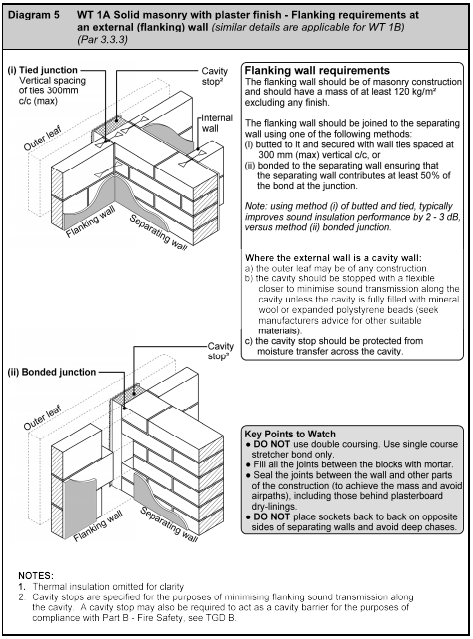 Diagram 5 WT 1A Solid masonry with plaster finish - Flanking requirements at
an external (flanking) wall (similar details are applicable for WT 1B)
(Par 3.3.3)
(i) Tied junction
Vertical spacing
of ties 300mm
c/c (max)
Cavity
stop²
Internal
wall
Outer leaf
Flanking wall
Separating wall
Flanking wall requirements
The flanking wall should be of masonry construction
and should have a mass of at least 120 kg/m²
excluding any finish.
The flanking wall should be joined to the separating
wall using one of the following methods:
(i) butted to it and secured with wall ties spaced at
300 mm (max) vertical c/c, or
(ii) bonded to the separating wall ensuring that
the separating wall contributes at least 50% of
the bond at the junction.
Note: using method (i) of butted and tied, typically
improves sound insulation performance by 2 - 3 dB,
versus method (ii) bonded junction.
Where the external wall is a cavity wall:
a) the outer leaf may be of any construction
b) the cavity should be stopped with a flexible
closer to minimise sound transmission along the
cavity unless the cavity is fully filled with mineral
wool or expanded polystyrene beads (seek
manufacturers advice for other suitable
materials).
c) the cavity stop should be protected from
moisture transfer across the cavity.
Cavity
stop²
(ii) Bonded junction
Outer leaf
Flanking wall
Separating wall
Key Points to Watch
● DO NOT use double coursing. Use single course
stretcher bond only.
● Fill all the joints between the blocks with mortar.
● Seal the joints between the wall and other parts
of the construction (to achieve the mass and avoid
airpaths), including those behind plasterboard
dry-linings.
● DO NOT place sockets back to back on opposite
sides of separating walls and avoid deep chases.
NOTES:
1. Thermal insulation omitted for clarity
2. Cavity stops are specified for the purposes of minimising flanking sound transmission along
the cavity. A cavity stop may also be required to act as a cavity barrier for the purposes of
compliance with Part B - Fire Safety, see TGD B.